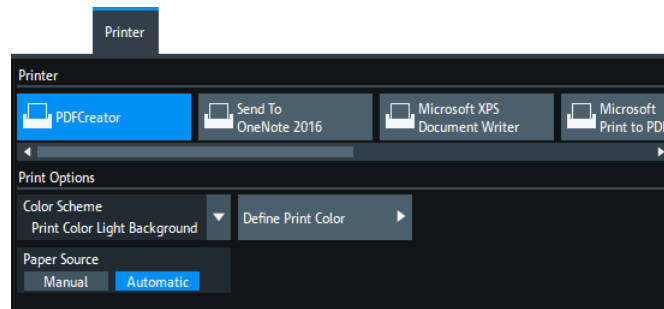 Printer
Printer
PDFCreator
Send To
OneNote 2016
Microsoft XPS
Document Writer
Microsoft
Print to PD
Print Options
Color Scheme
Print Color Light Background
Define Print Color
Paper Source
Manual
Automatic